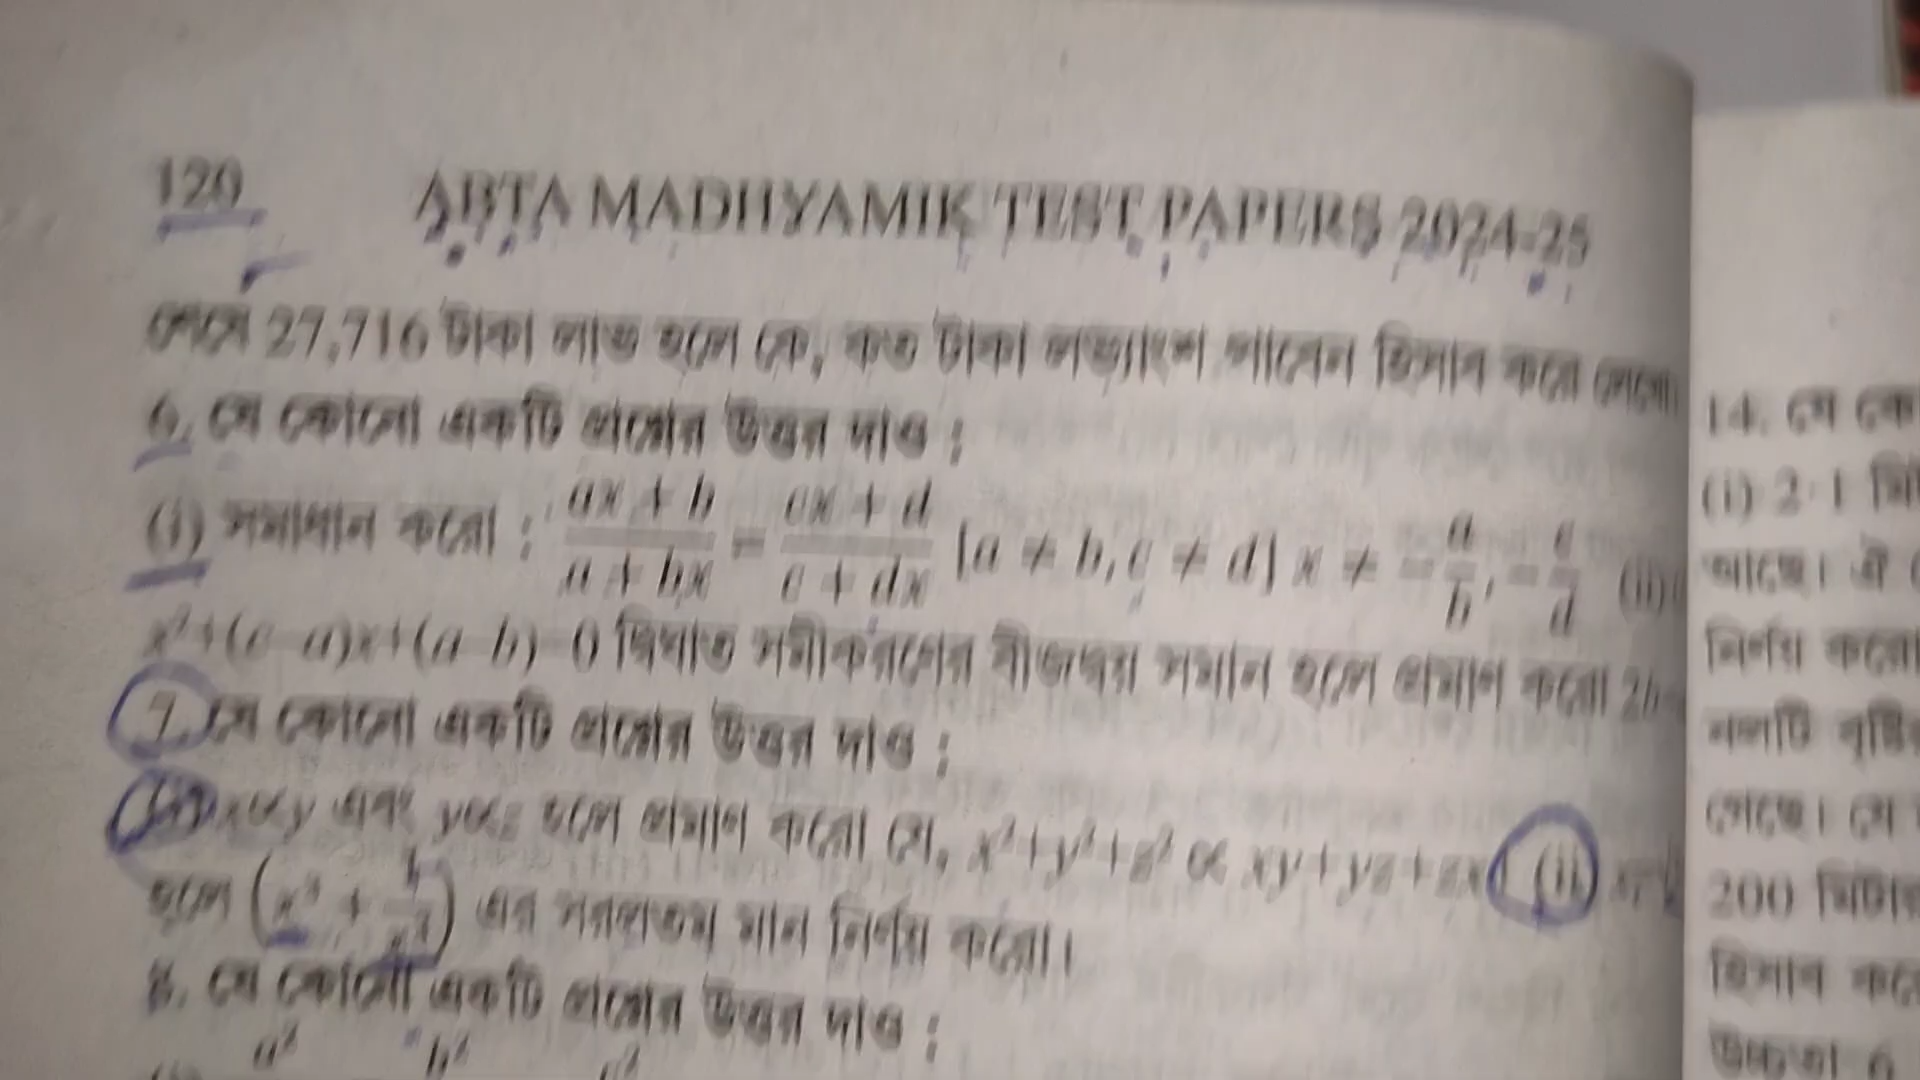 120 ABTA MADHYAMIK TEST PAPERS 2024-25
পেলে 27,716 টাকা লাভ হলে কে, কত টাকা লভ্যাংশ পাবেন হিসাব করে লেখো।
6. যে কোনো একটি প্রশ্নের উত্তর দাও :
(i) সমাধান করো : (ax + b)/(a + bx) = (cx + d)/(c + dx) [a ≠ b, c ≠ d] x ≠ -a/b, -c/d (ii)
x²+(c-a)x+(a-b)=0 দ্বিঘাত সমীকরণের বীজদ্বয় সমান হলে প্রমাণ করো 2b
7. যে কোনো একটি প্রশ্নের উত্তর দাও :
(i) x∝y এবং y∝z হলে প্রমাণ করো যে, x²+y²+z² ∝ xy+yz+zx। (ii)
হলে এর সরলতম মান নির্ণয় করো।
8. যে কোনো একটি প্রশ্নের উত্তর দাও :
a² b² c²
14. যে কো
(i) 2·1
আছে। ঐ
নির্ণয় করো
নলটি
গেছে। যে
200 মিটার
হিসাব করে
উচ্চতা 6